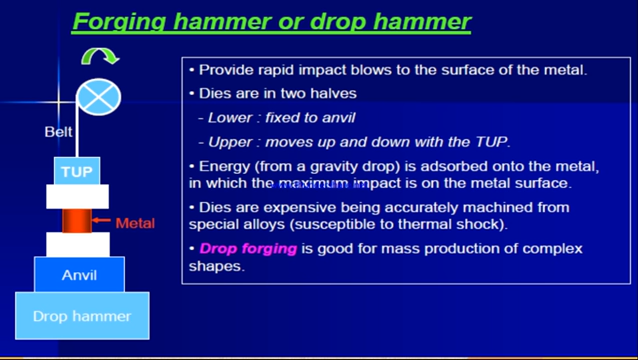 Forging hammer or drop hammer
• Provide rapid impact blows to the surface of the metal.
• Dies are in two halves
- Lower : fixed to anvil
- Upper : moves up and down with the TUP.
• Energy (from a gravity drop) is adsorbed onto the metal,
in which the maximum impact is on the metal surface.
• Dies are expensive being accurately machined from
special alloys (susceptible to thermal shock).
• Drop forging is good for mass production of complex
shapes.
Belt
TUP
Metal
Anvil
Drop hammer